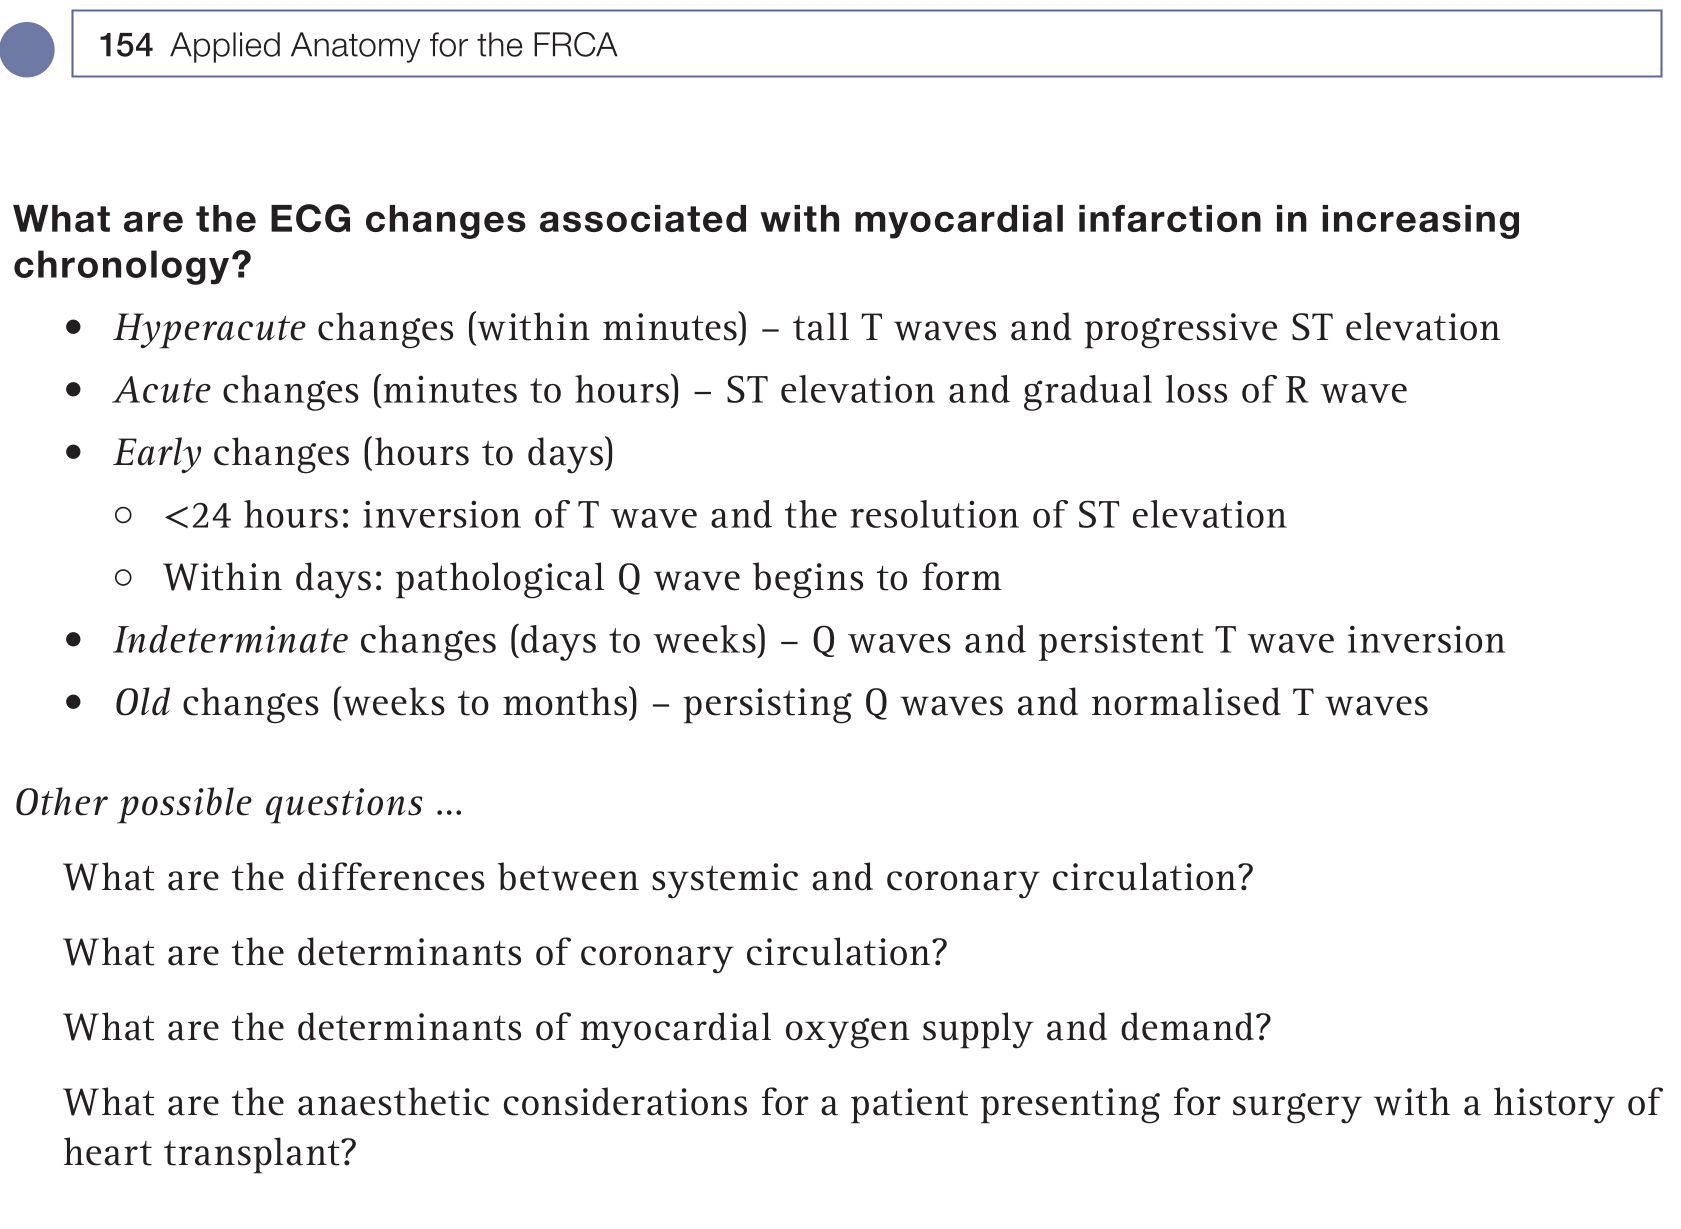 154 Applied Anatomy for the FRCA
What are the ECG changes associated with myocardial infarction in increasing
chronology?
• Hyperacute changes (within minutes) – tall T waves and progressive ST elevation
• Acute changes (minutes to hours) – ST elevation and gradual loss of R wave
• Early changes (hours to days)
○ <24 hours: inversion of T wave and the resolution of ST elevation
○ Within days: pathological Q wave begins to form
• Indeterminate changes (days to weeks) – Q waves and persistent T wave inversion
• Old changes (weeks to months) – persisting Q waves and normalised T waves
Other possible questions ...
What are the differences between systemic and coronary circulation?
What are the determinants of coronary circulation?
What are the determinants of myocardial oxygen supply and demand?
What are the anaesthetic considerations for a patient presenting for surgery with a history of
heart transplant?